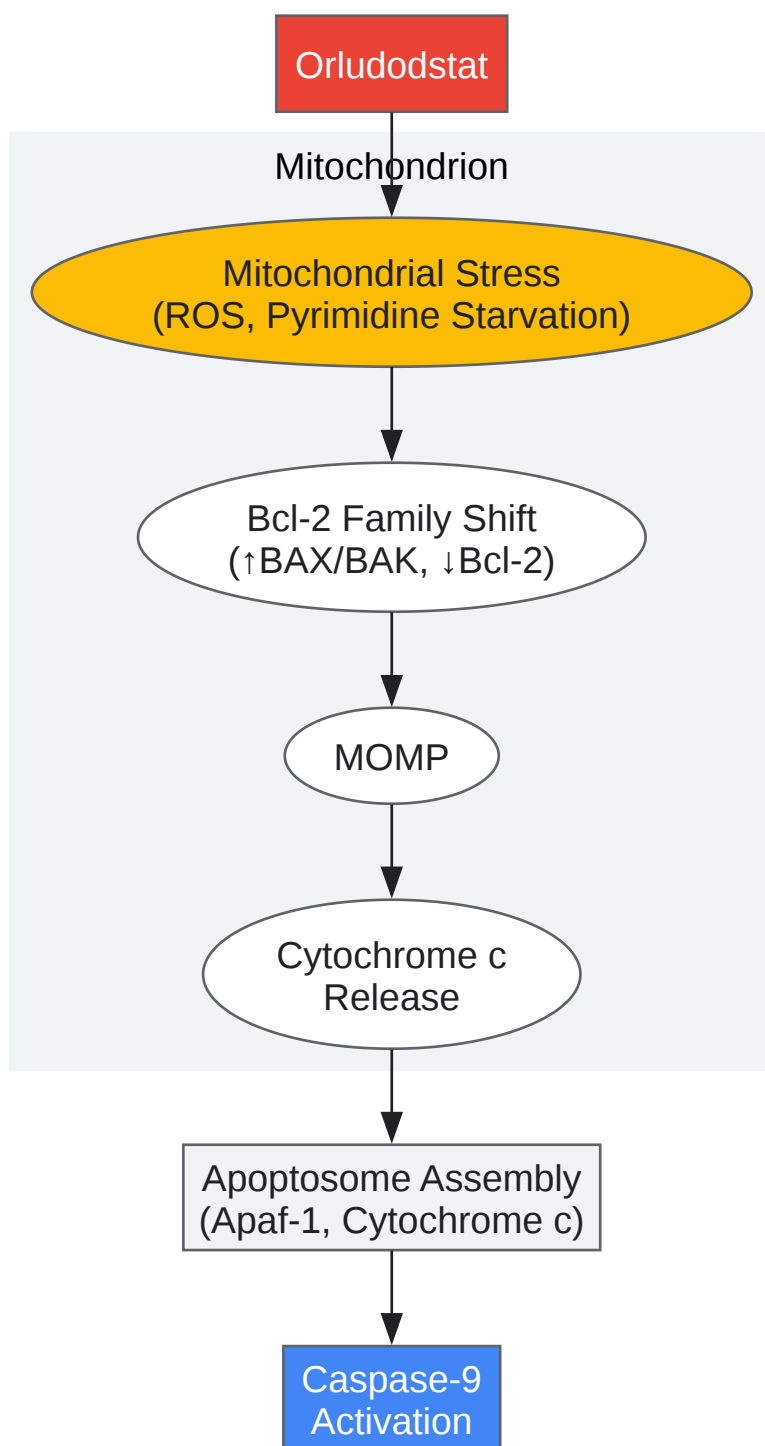 Orludodstat
Mitochondrion
Mitochondrial Stress
(ROS, Pyrimidine Starvation)
Bcl-2 Family Shift
(↑BAX/BAK, ↓Bcl-2)
MOMP
Cytochrome c
Release
Apoptosome Assembly
(Apaf-1, Cytochrome c)
Caspase-9
Activation